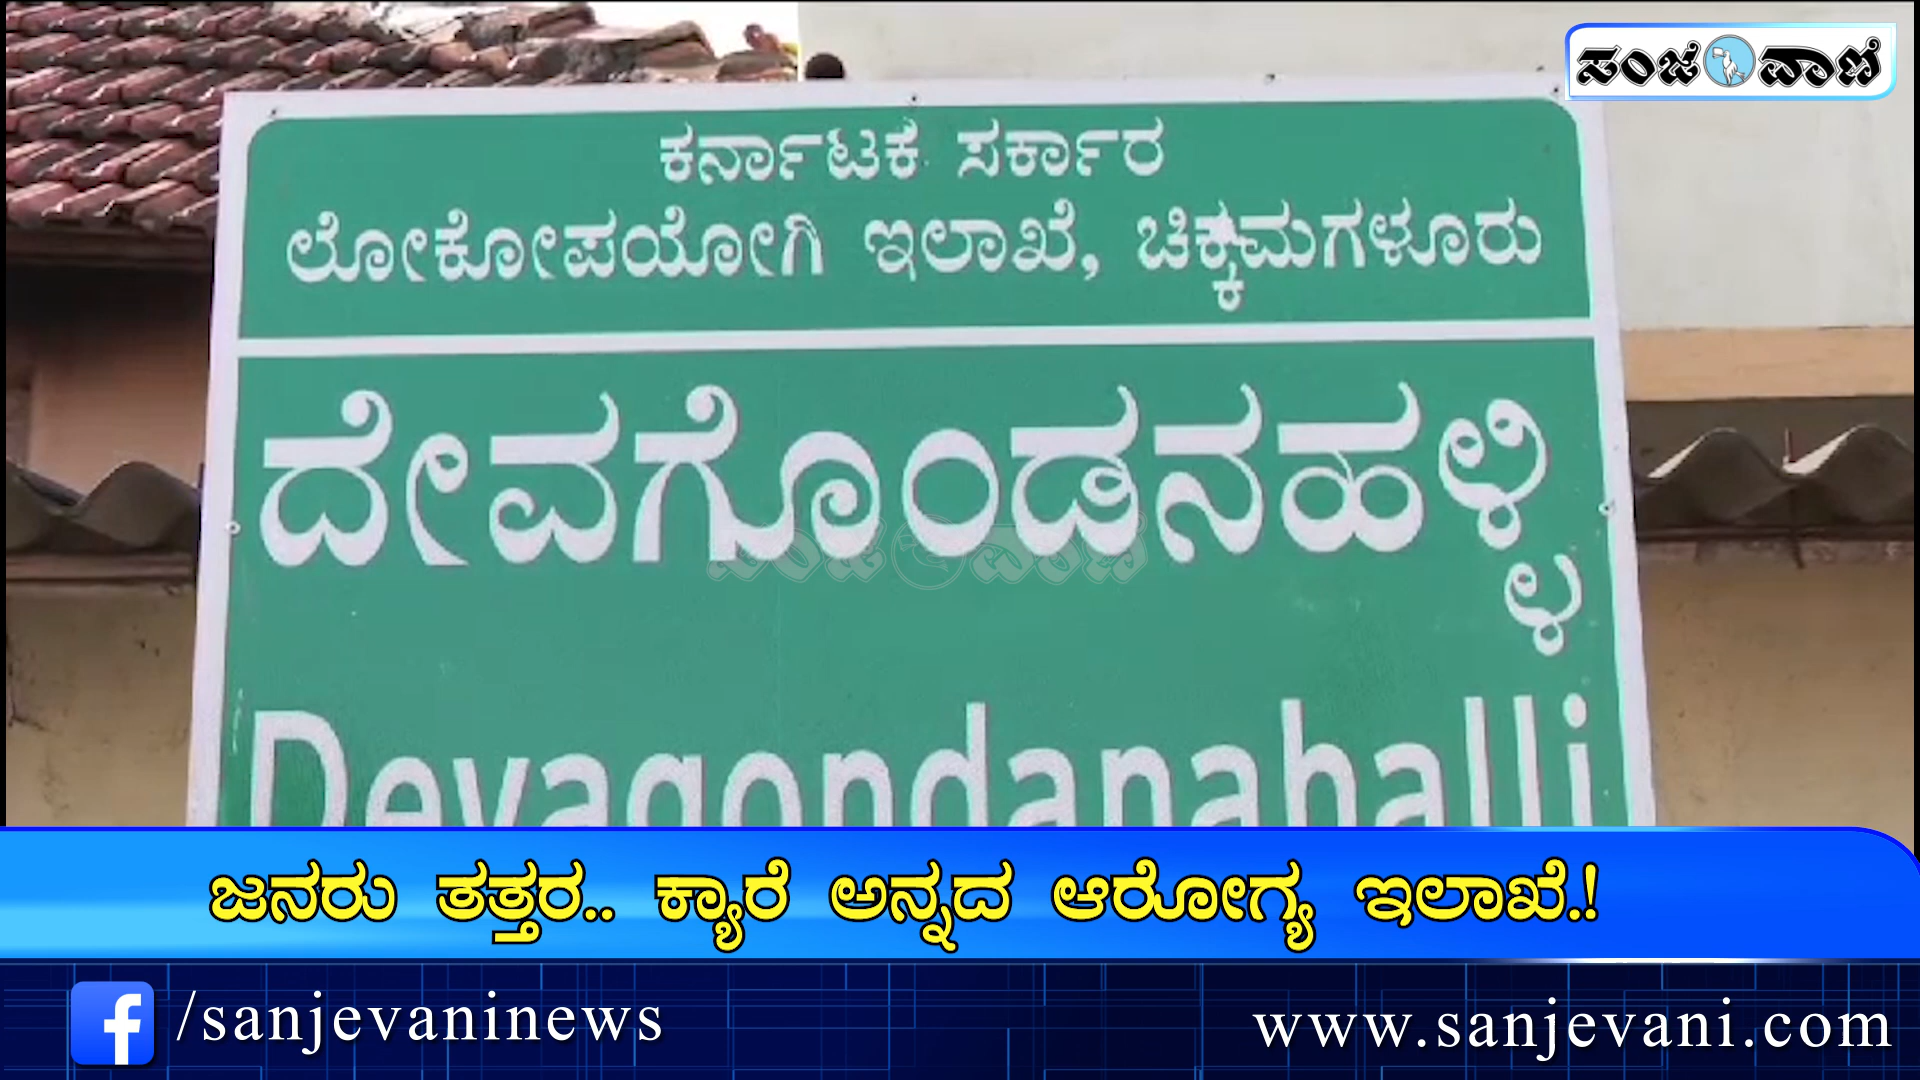 ಸಂಜೆ ವಾಣಿ
ಕರ್ನಾಟಕ ಸರ್ಕಾರ
ಲೋಕೋಪಯೋಗಿ ಇಲಾಖೆ, ಚಿಕ್ಕಮಗಳೂರು
ದೇವಗೊಂಡನಹಳ್ಳಿ
ಸಂಜೆ ವಾಣಿ
Devagondanahalli
ಜನರು ತತ್ತರ.. ಕ್ಯಾರೆ ಅನ್ನದ ಆರೋಗ್ಯ ಇಲಾಖೆ.!
/sanjevaninews
www.sanjevani.com